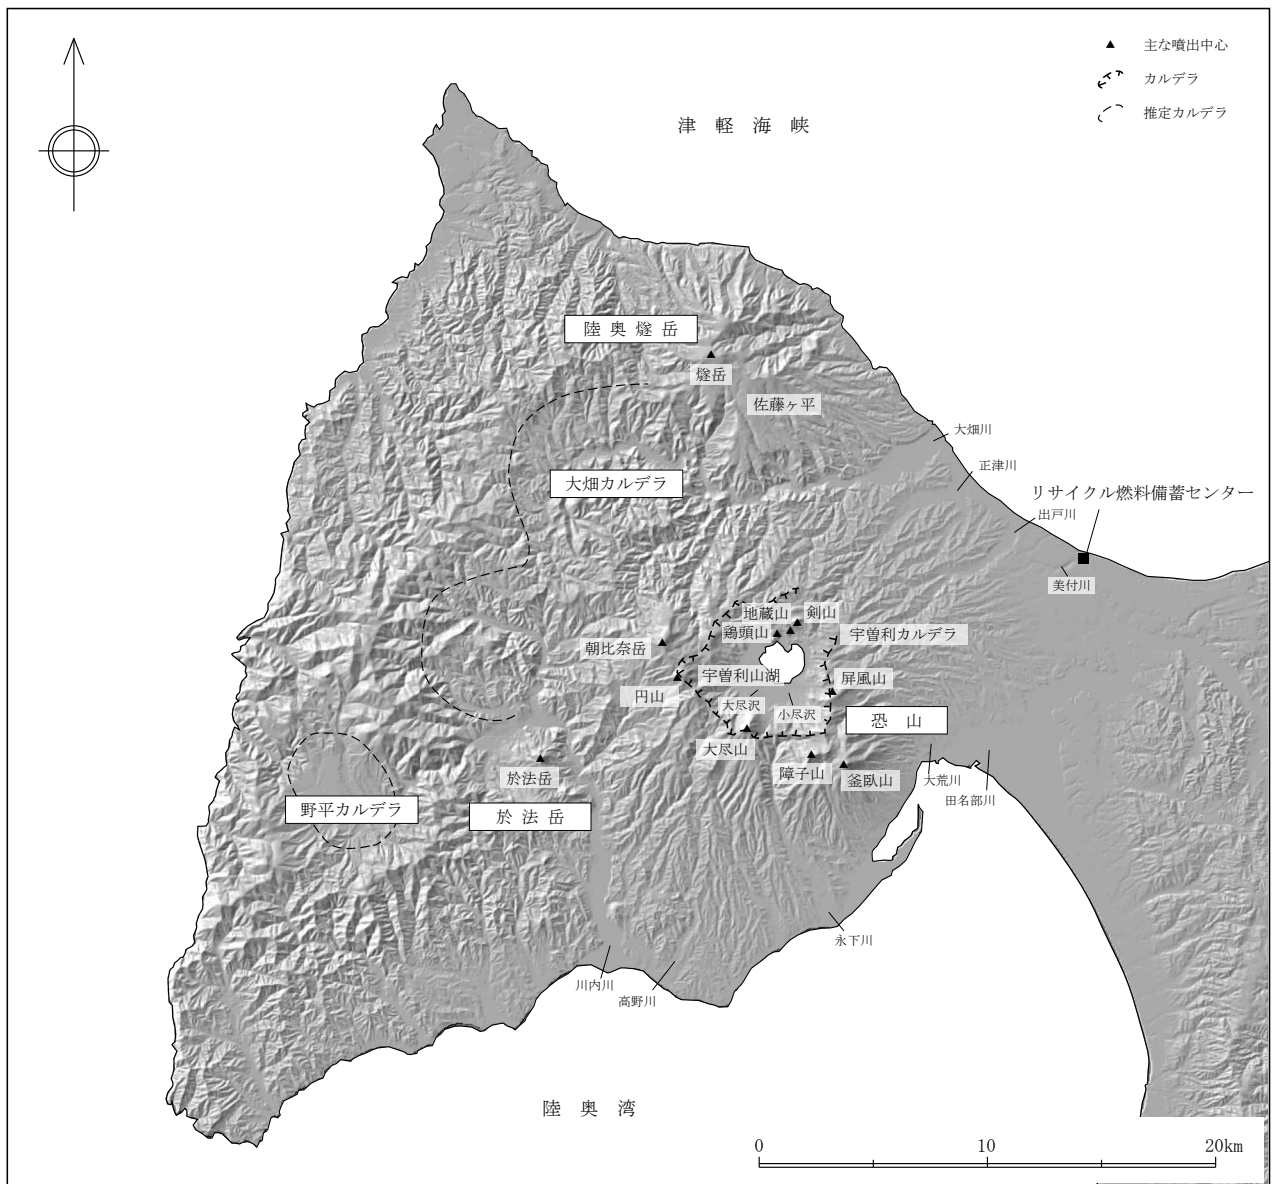 主な噴出中心
カルデラ
推定カルデラ
津軽海峡
陸奥燧岳
燧岳
佐藤ヶ平
大畑川
大畑カルデラ
正津川
リサイクル燃料備蓄センター
出戸川
美付川
地蔵山
剣山
鶏頭山
宇曽利カルデラ
朝比奈岳
宇曽利山湖
屏風山
円山
大尽沢
小尽沢
恐山
大尽山
障子山
釜臥山
於法岳
大荒川
田名部川
野平カルデラ
於法岳
永下川
川内川
高野川
陸奥湾
0 10 20km